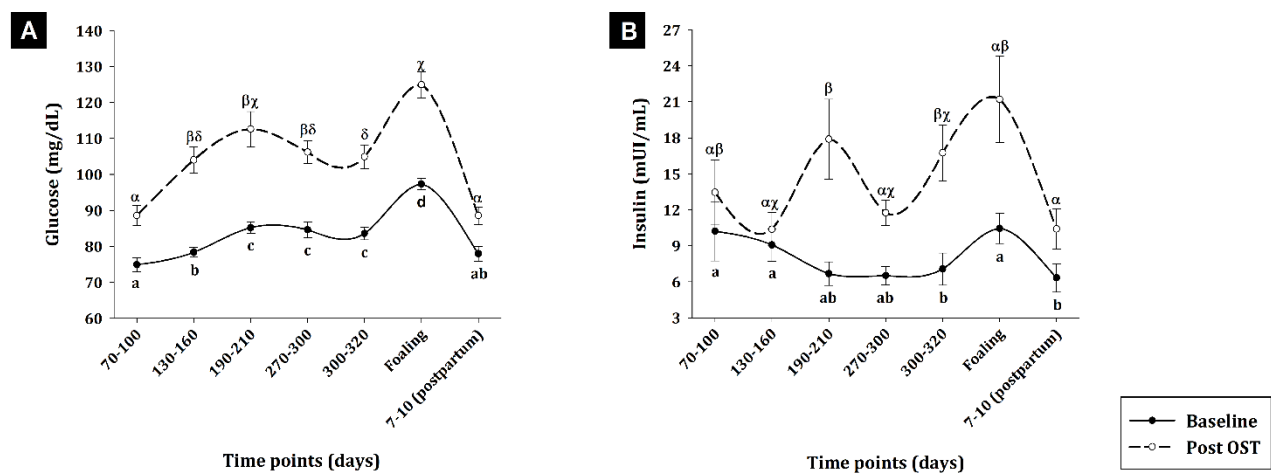 A
140
130
120
110
100
90
80
70
60
Glucose (mg/dL)
α
βδ
βχ
βδ
δ
χ
α
a
b
c
c
c
d
ab
70-100
130-160
190-210
270-300
300-320
Foaling
7-10 (postpartum)
Time points (days)
B
27
24
21
18
15
12
9
6
3
Insulin (mUI/mL)
αβ
αχ
β
αχ
βχ
αβ
α
a
a
ab
ab
b
a
b
70-100
130-160
190-210
270-300
300-320
Foaling
7-10 (postpartum)
Time points (days)
Baseline
Post OST